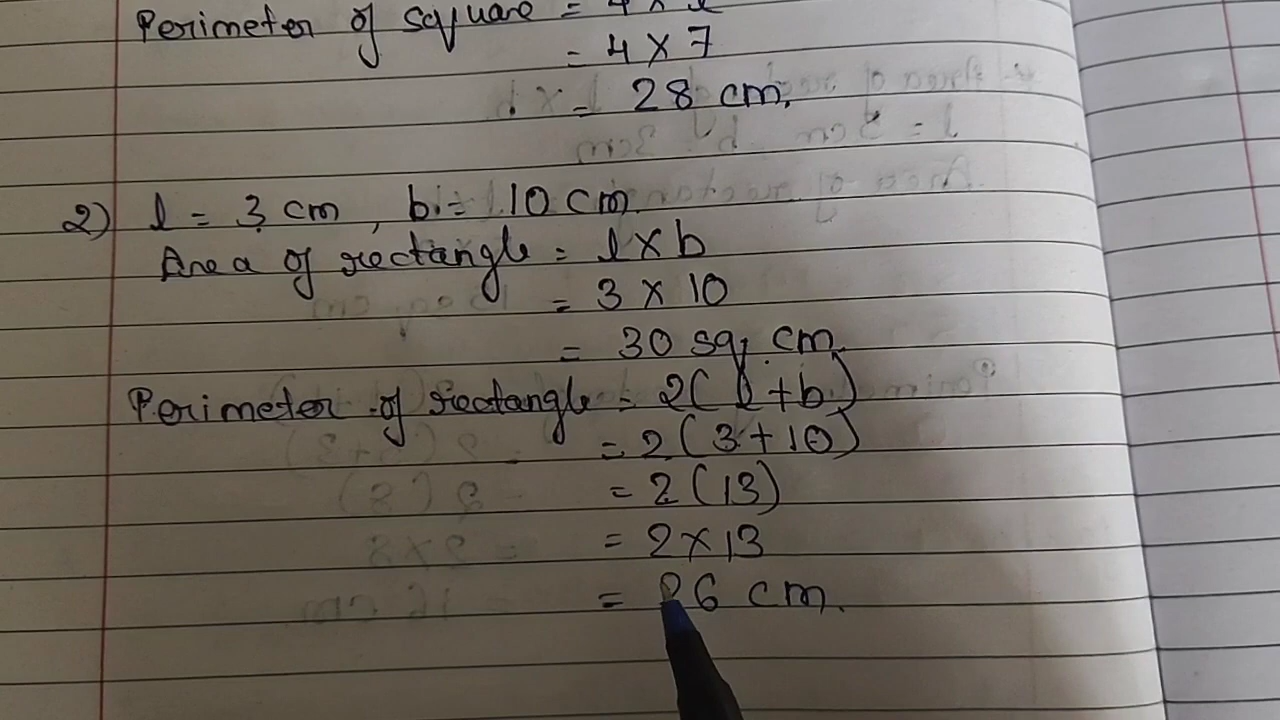 Perimeter of square = 4 × l
= 4 × 7
= 28 cm.
2) l = 3 cm, b = 10 cm
Area of rectangle = l × b
= 3 × 10
= 30 sq. cm
Perimeter of rectangle = 2(l+b)
= 2(3+10)
= 2(13)
= 2×13
= 26 cm.